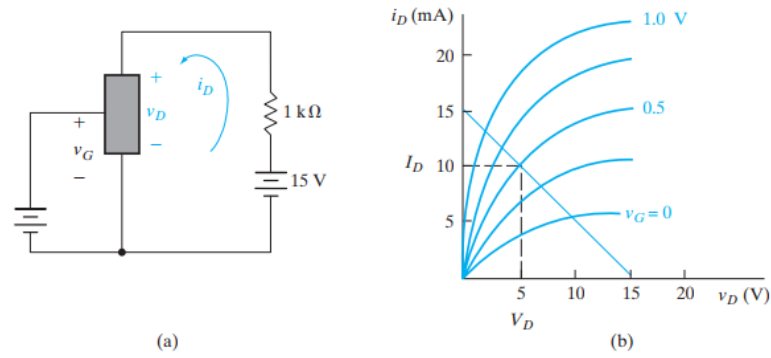 +
v_D
−
i_D
+
v_G
−
1 kΩ
15 V
(a)
i_D (mA)
20
15
I_D 10
5
1.0 V
0.5
v_G = 0
5 10 15 20 v_D (V)
V_D
(b)